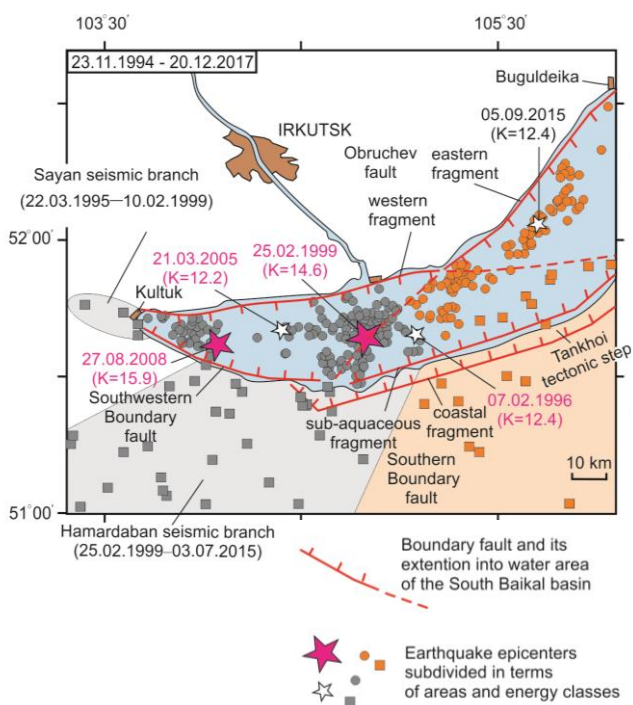 103°30'
105°30'
23.11.1994 - 20.12.2017
Buguldeika
05.09.2015
(K=12.4)
IRKUTSK
Obruchev
fault
eastern
fragment
western
fragment
Sayan seismic branch
(22.03.1995—10.02.1999)
52°00'
21.03.2005
(K=12.2)
25.02.1999
(K=14.6)
Kultuk
27.08.2008
(K=15.9)
Southwestern
Boundary
fault
Tankhoi
tectonic step
07.02.1996
(K=12.4)
sub-aquaceous
fragment
coastal
fragment
Southern
Boundary
fault
10 km
51°00'
Hamardaban seismic branch
(25.02.1999—03.07.2015)
Boundary fault and its
extention into water area
of the South Baikal basin
Earthquake epicenters
subdivided in terms
of areas and energy classes